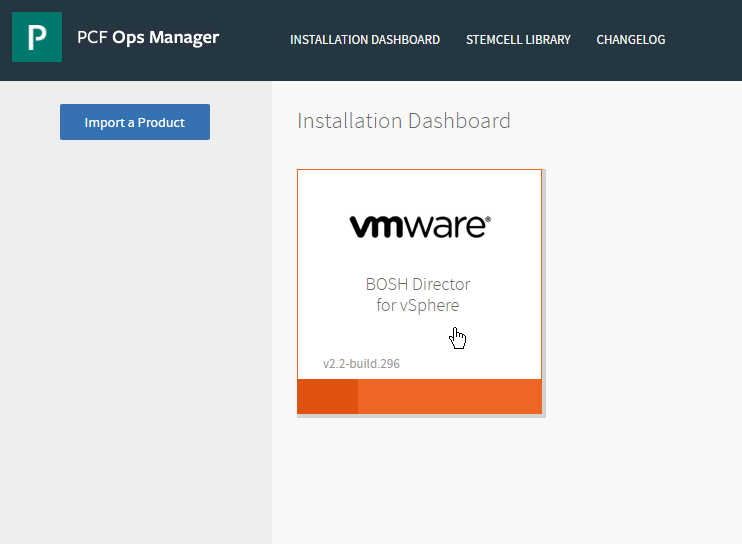 P
PCF Ops Manager
INSTALLATION DASHBOARD
STEMCELL LIBRARY
CHANGELOG
Import a Product
Installation Dashboard
vmware®
BOSH Director
for vSphere
v2.2-build.296